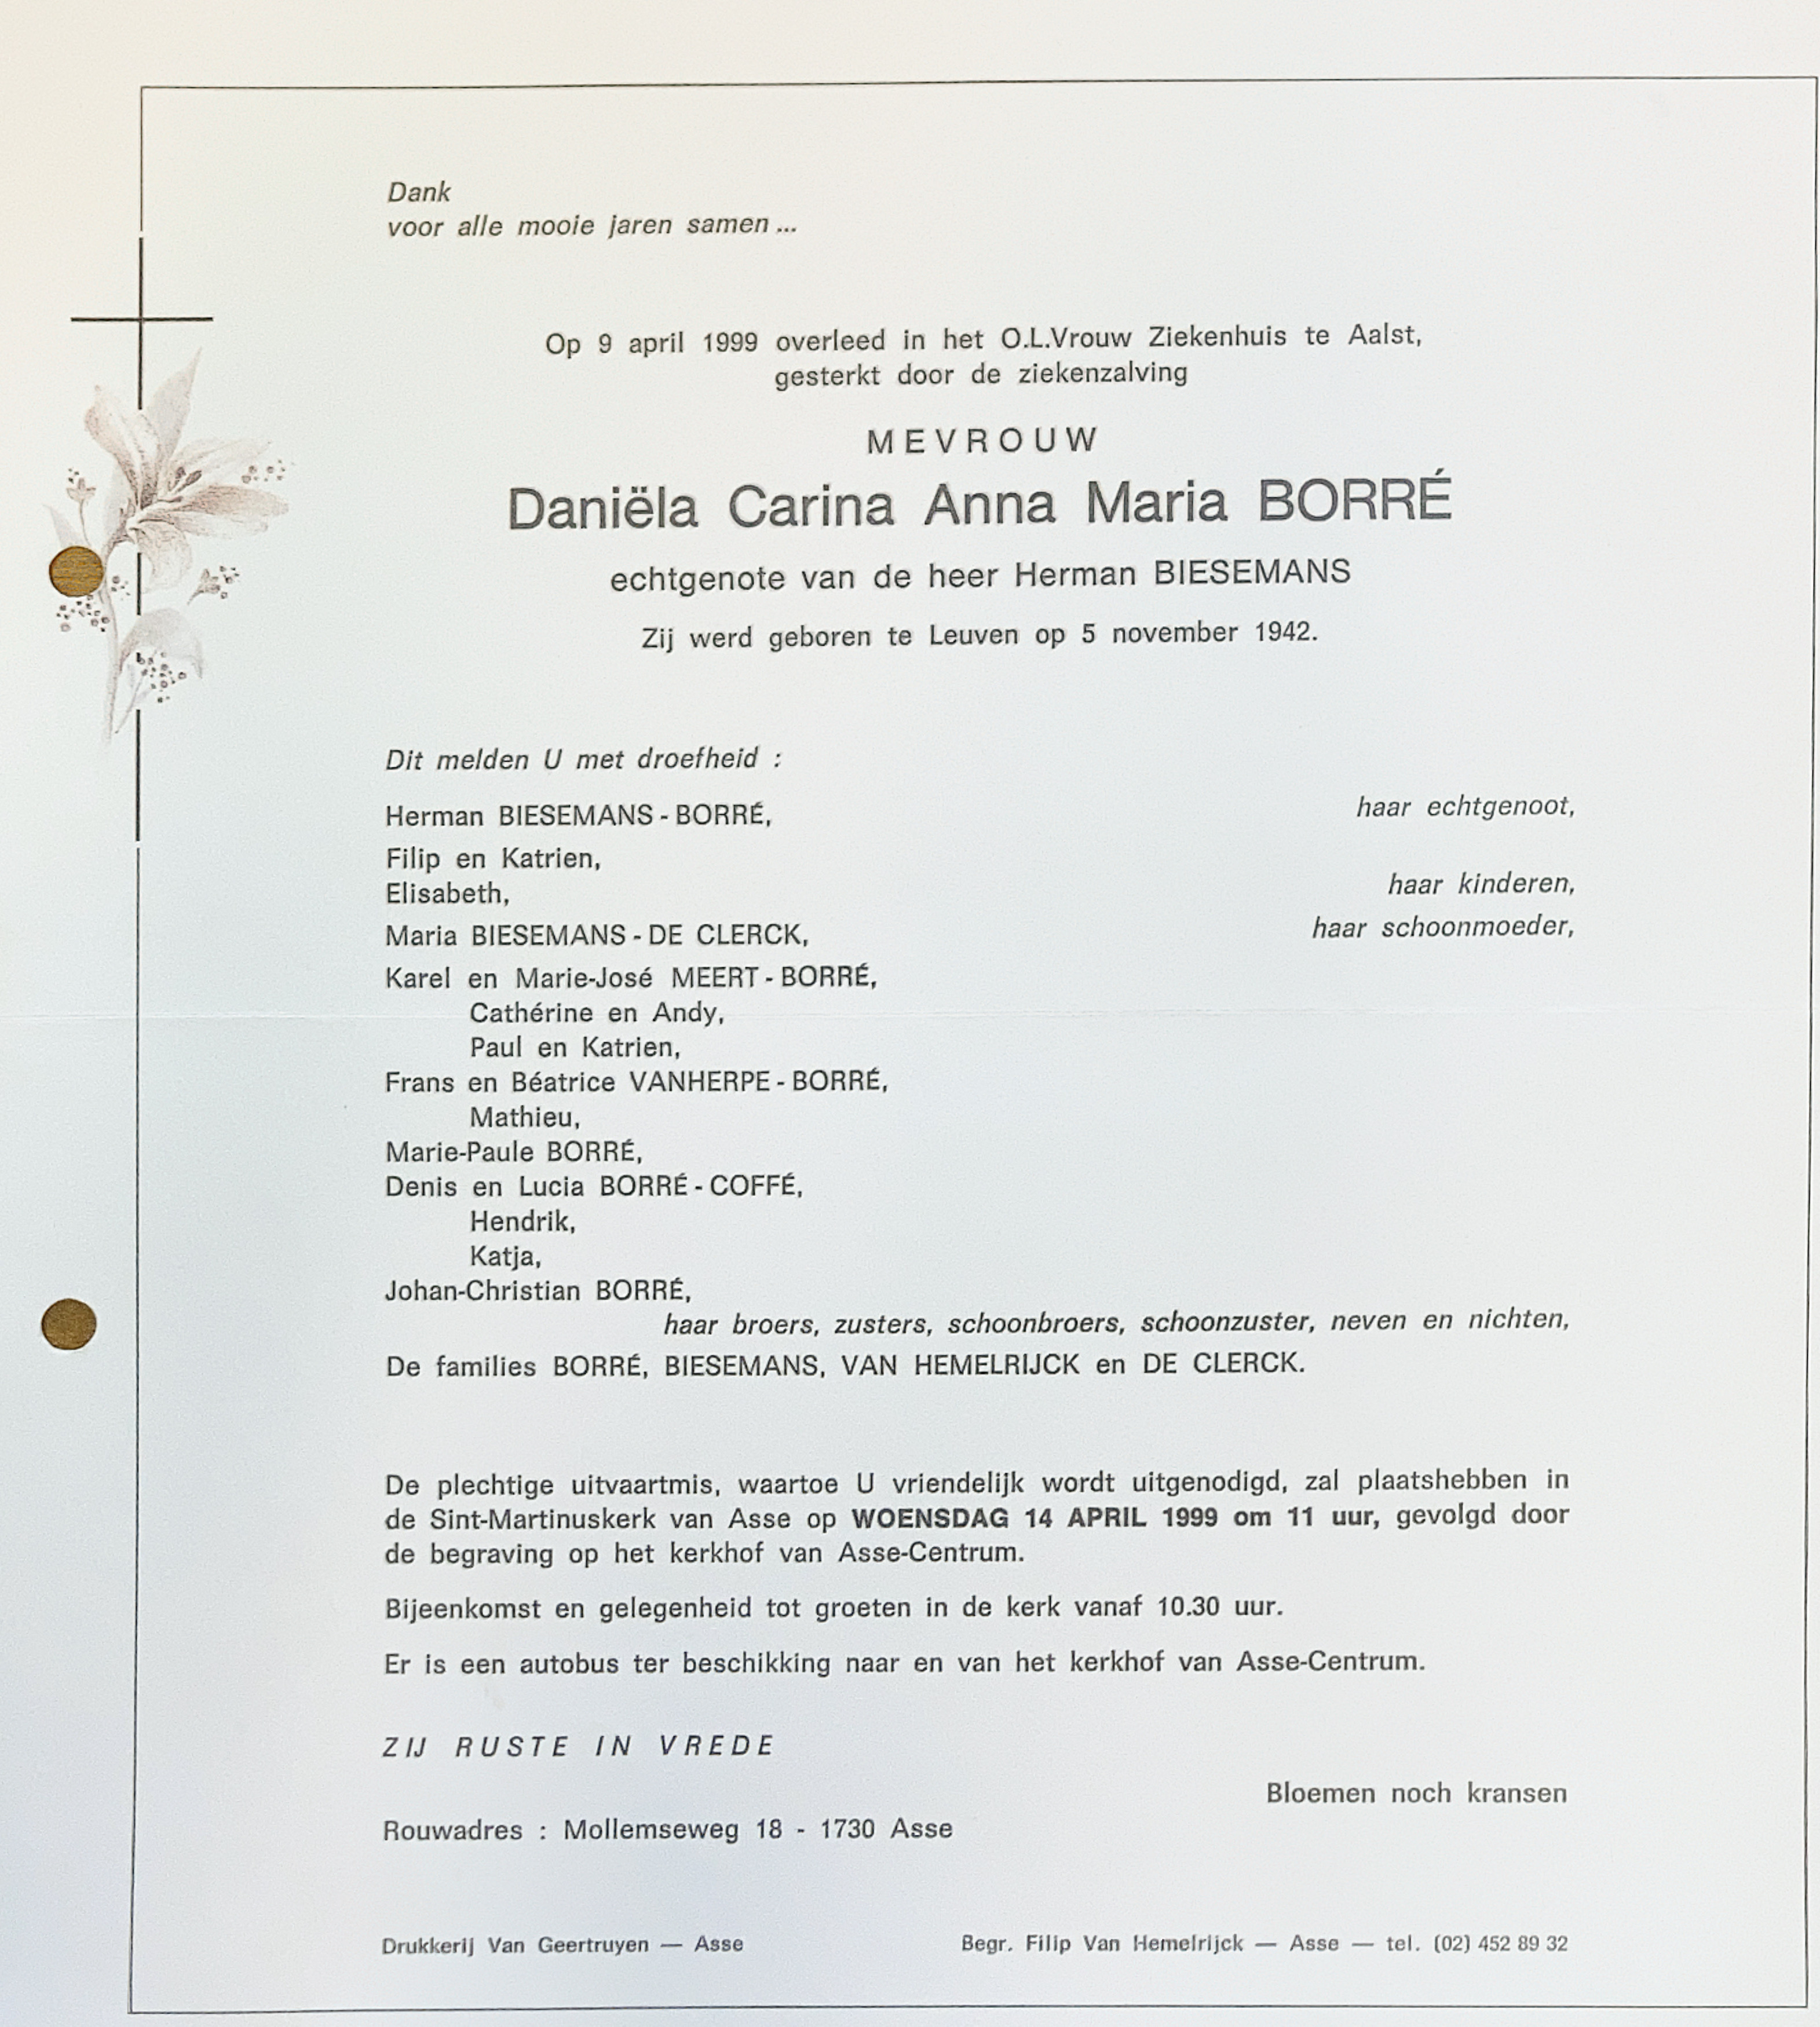 Dank
voor alle mooie jaren samen ...
Op 9 april 1999 overleed in het O.L.Vrouw Ziekenhuis te Aalst,
gesterkt door de ziekenzalving
MEVROUW
Daniëla Carina Anna Maria BORRÉ
echtgenote van de heer Herman BIESEMANS
Zij werd geboren te Leuven op 5 november 1942.
Dit melden U met droefheid :
Herman BIESEMANS - BORRÉ, haar echtgenoot,
Filip en Katrien,
Elisabeth, haar kinderen,
Maria BIESEMANS - DE CLERCK, haar schoonmoeder,
Karel en Marie-José MEERT - BORRÉ,
Cathérine en Andy,
Paul en Katrien,
Frans en Béatrice VANHERPE - BORRÉ,
Mathieu,
Marie-Paule BORRÉ,
Denis en Lucia BORRÉ - COFFÉ,
Hendrik,
Katja,
Johan-Christian BORRÉ,
haar broers, zusters, schoonbroers, schoonzuster, neven en nichten,
De families BORRÉ, BIESEMANS, VAN HEMELRIJCK en DE CLERCK.
De plechtige uitvaartmis, waartoe U vriendelijk wordt uitgenodigd, zal plaatshebben in
de Sint-Martinuskerk van Asse op WOENSDAG 14 APRIL 1999 om 11 uur, gevolgd door
de begraving op het kerkhof van Asse-Centrum.
Bijeenkomst en gelegenheid tot groeten in de kerk vanaf 10.30 uur.
Er is een autobus ter beschikking naar en van het kerkhof van Asse-Centrum.
ZIJ RUSTE IN VREDE
Bloemen noch kransen
Rouwadres : Mollemseweg 18 - 1730 Asse
Drukkerij Van Geertruyen — Asse Begr. Filip Van Hemelrijck — Asse — tel. (02) 452 89 32